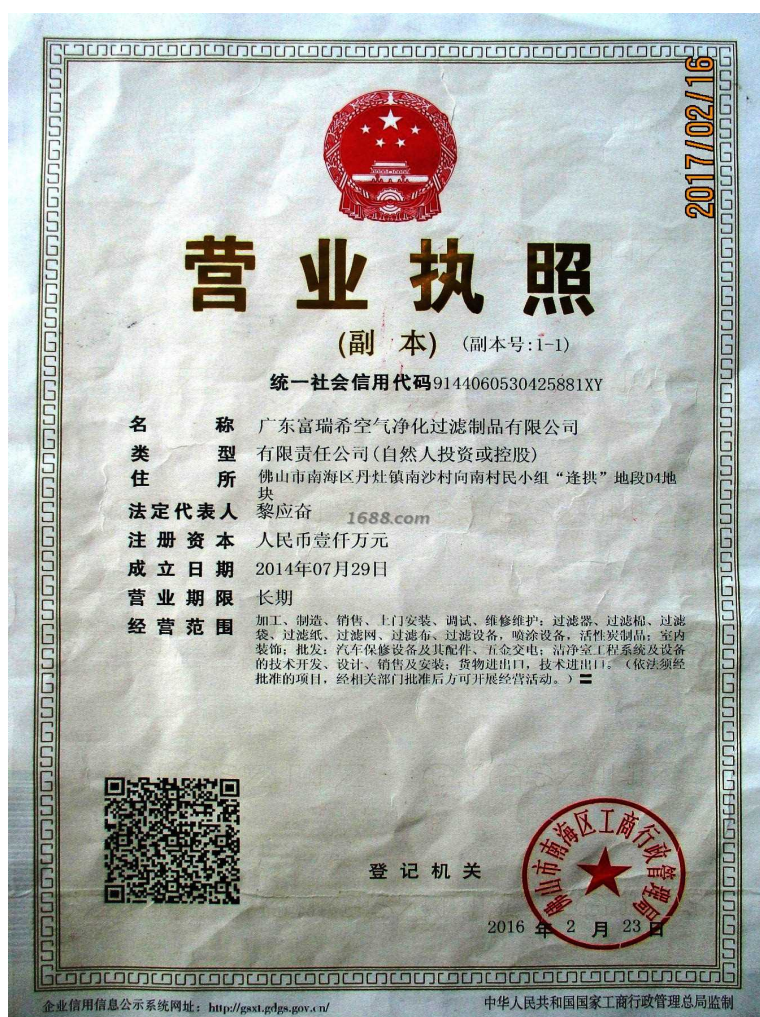 2017/02/16
营业执照
(副 本) (副本号:1-1)
统一社会信用代码9144060530425881XY
名 称 广东富瑞希空气净化过滤制品有限公司
类 型 有限责任公司(自然人投资或控股)
住 所 佛山市南海区丹灶镇南沙村向南村民小组“逢拱”地段D4地
块
法定代表人 黎应奋
1688.com
注册资本 人民币壹仟万元
成立日期 2014年07月29日
营业期限 长期
经营范围 加工、制造、销售、上门安装、调试、维修维护：过滤器、过滤棉、过滤
袋、过滤纸、过滤网、过滤布、过滤设备，喷涂设备，活性炭制品；室内
装饰；批发：汽车保修设备及其配件、五金交电；洁净室工程系统及设备
的技术开发、设计、销售及安装；货物进出口，技术进出口。（依法须经
批准的项目，经相关部门批准后方可开展经营活动。）〓
佛山市南海区工商行政管理局
登记机关
2016 年 2 月 23 日
企业信用信息公示系统网址：http://gsxt.gdgs.gov.cn/
中华人民共和国国家工商行政管理总局监制